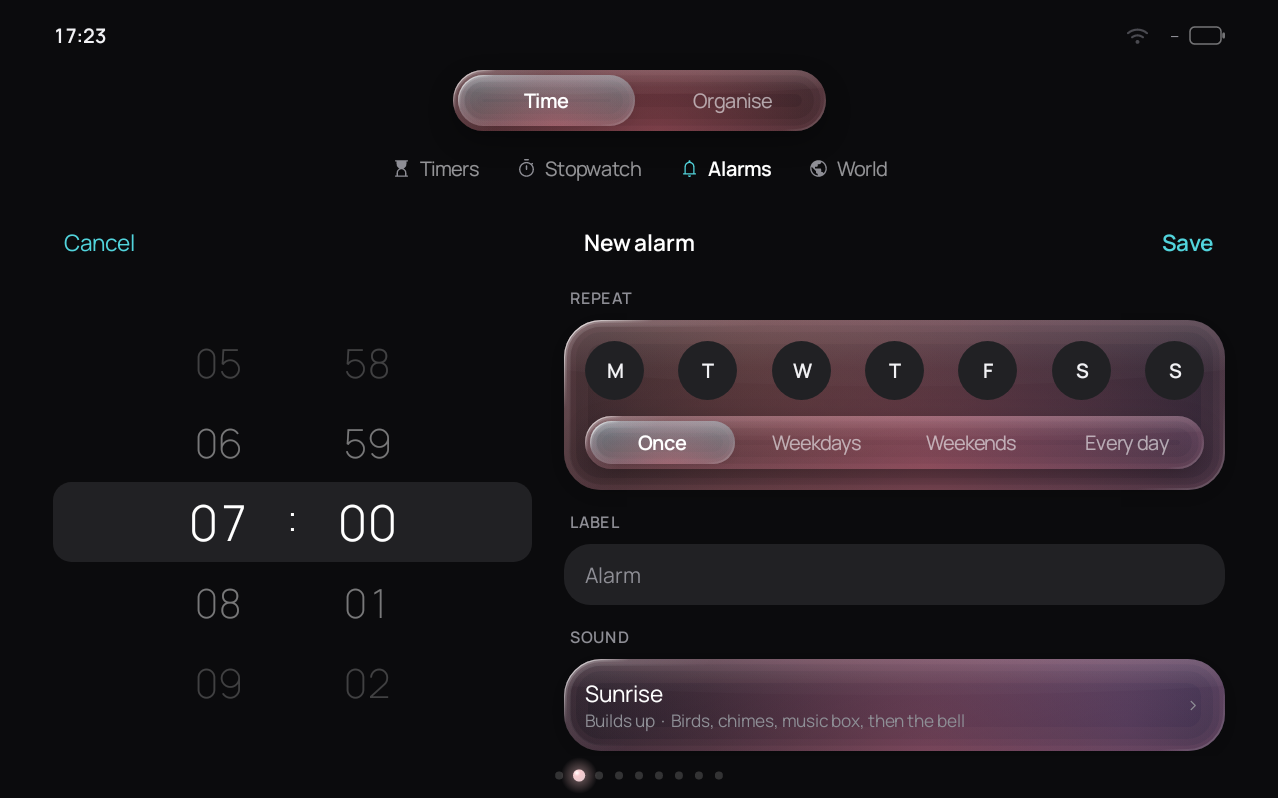 17:23
–
Time Organise
Timers Stopwatch Alarms World
Cancel New alarm Save
REPEAT
05 58
M T W T F S S
06 59
Once Weekdays Weekends Every day
07 : 00
LABEL
Alarm
08 01
SOUND
09 02
Sunrise
Builds up · Birds, chimes, music box, then the bell